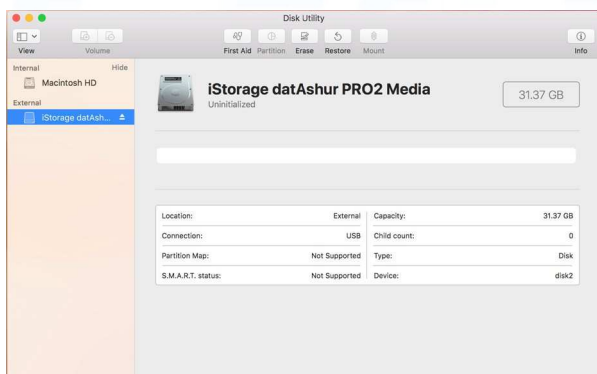 Disk Utility
View
Volume
First Aid Partition Erase Restore Mount
Info
Internal Hide
Macintosh HD
External
iStorage datAsh...
iStorage datAshur PRO2 Media
Uninitialized
31.37 GB
Location: External
Capacity: 31.37 GB
Connection: USB
Child count: 0
Partition Map: Not Supported
Type: Disk
S.M.A.R.T. status: Not Supported
Device: disk2